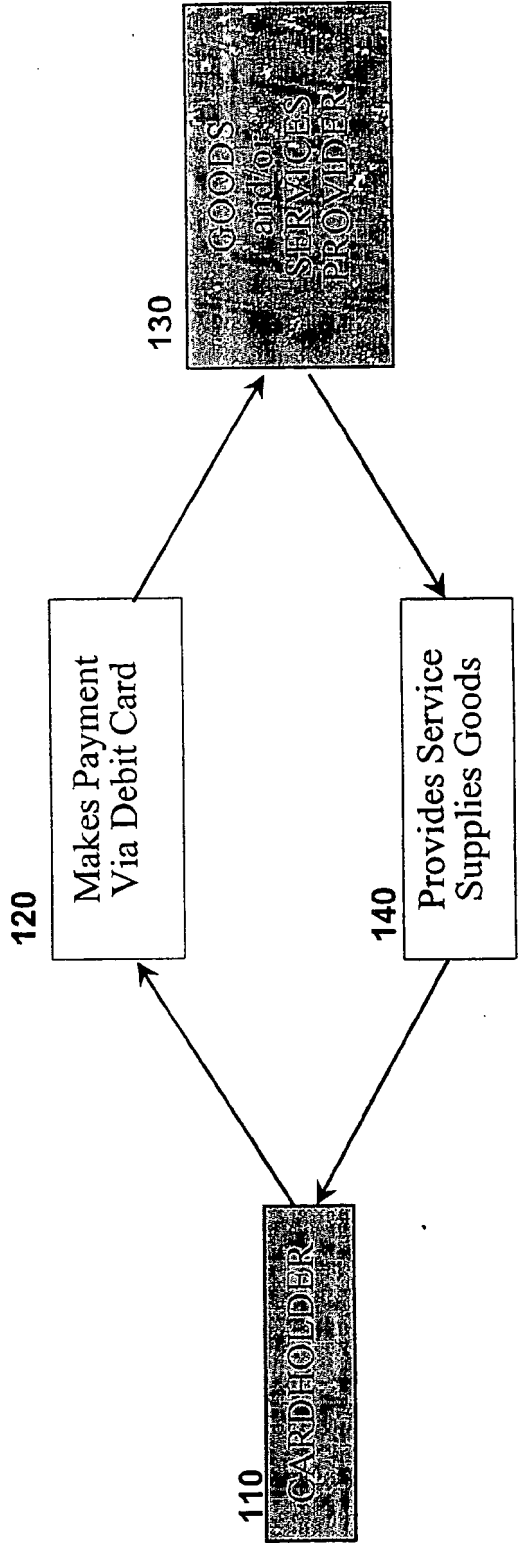 110
CARDHOLDER
120
Makes Payment
Via Debit Card
130
GOODS
and/or
SERVICES
PROVIDER
140
Provides Service
Supplies Goods